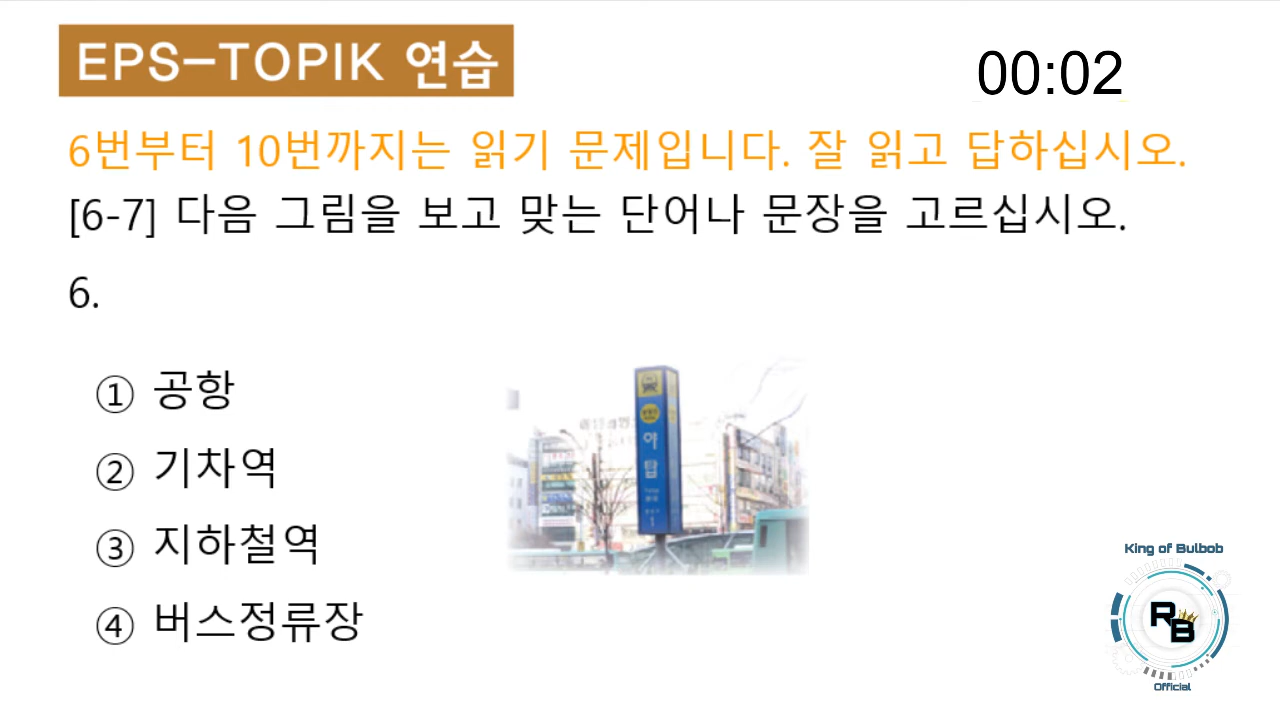 EPS-TOPIK 연습
00:02
6번부터 10번까지는 읽기 문제입니다. 잘 읽고 답하십시오.
[6-7] 다음 그림을 보고 맞는 단어나 문장을 고르십시오.
6.
① 공항
② 기차역
③ 지하철역
④ 버스정류장
야탑
1
King of Bulbob
RB
Official